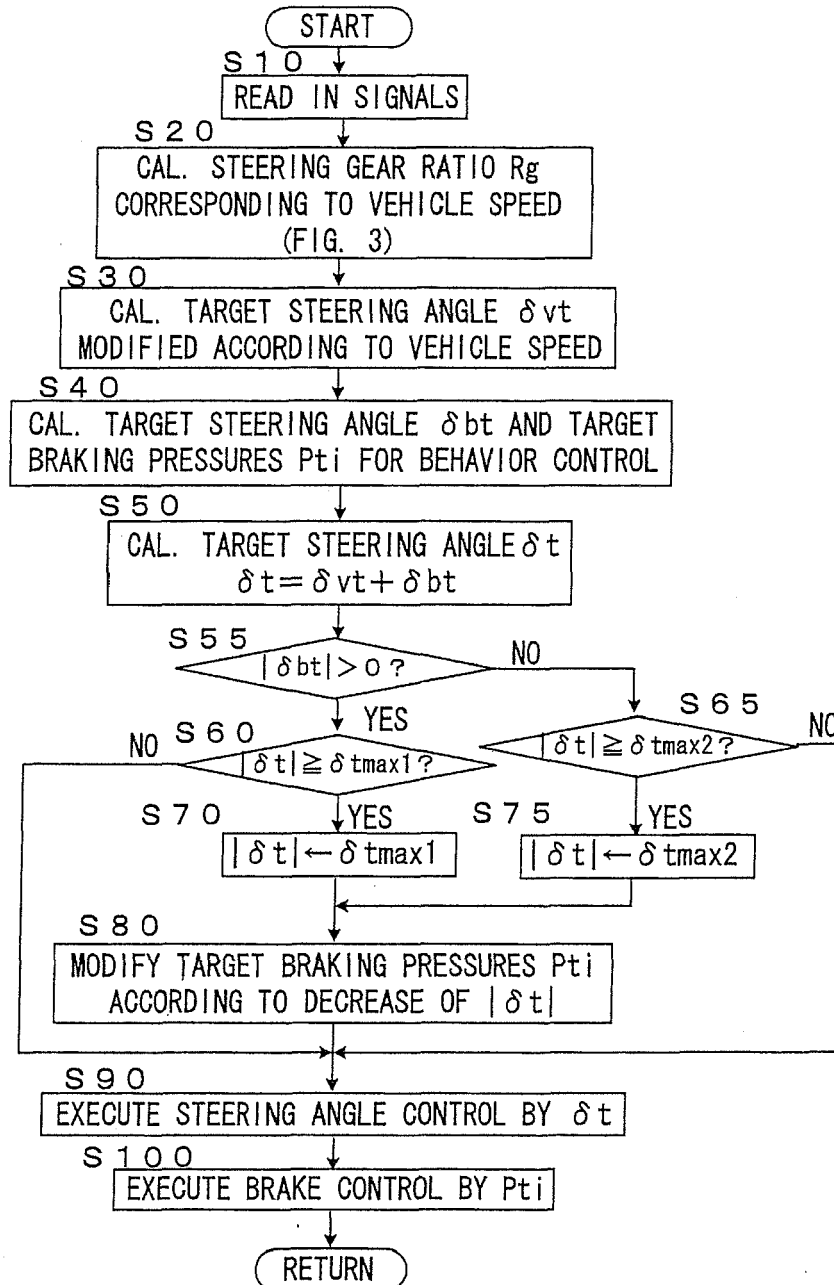 START
S10
READ IN SIGNALS
S20
CAL. STEERING GEAR RATIO Rg
CORRESPONDING TO VEHICLE SPEED
(FIG. 3)
S30
CAL. TARGET STEERING ANGLE δvt
MODIFIED ACCORDING TO VEHICLE SPEED
S40
CAL. TARGET STEERING ANGLE δbt AND TARGET
BRAKING PRESSURES Pti FOR BEHAVIOR CONTROL
S50
CAL. TARGET STEERING ANGLE δt
δt=δvt+δbt
S55
|δbt|>0?
NO
YES
S65
|δt|≧δtmax2?
NO
S60
NO
|δt|≧δtmax1?
S70
YES
|δt|←δtmax1
S75
YES
|δt|←δtmax2
S80
MODIFY TARGET BRAKING PRESSURES Pti
ACCORDING TO DECREASE OF |δt|
S90
EXECUTE STEERING ANGLE CONTROL BY δt
S100
EXECUTE BRAKE CONTROL BY Pti
RETURN